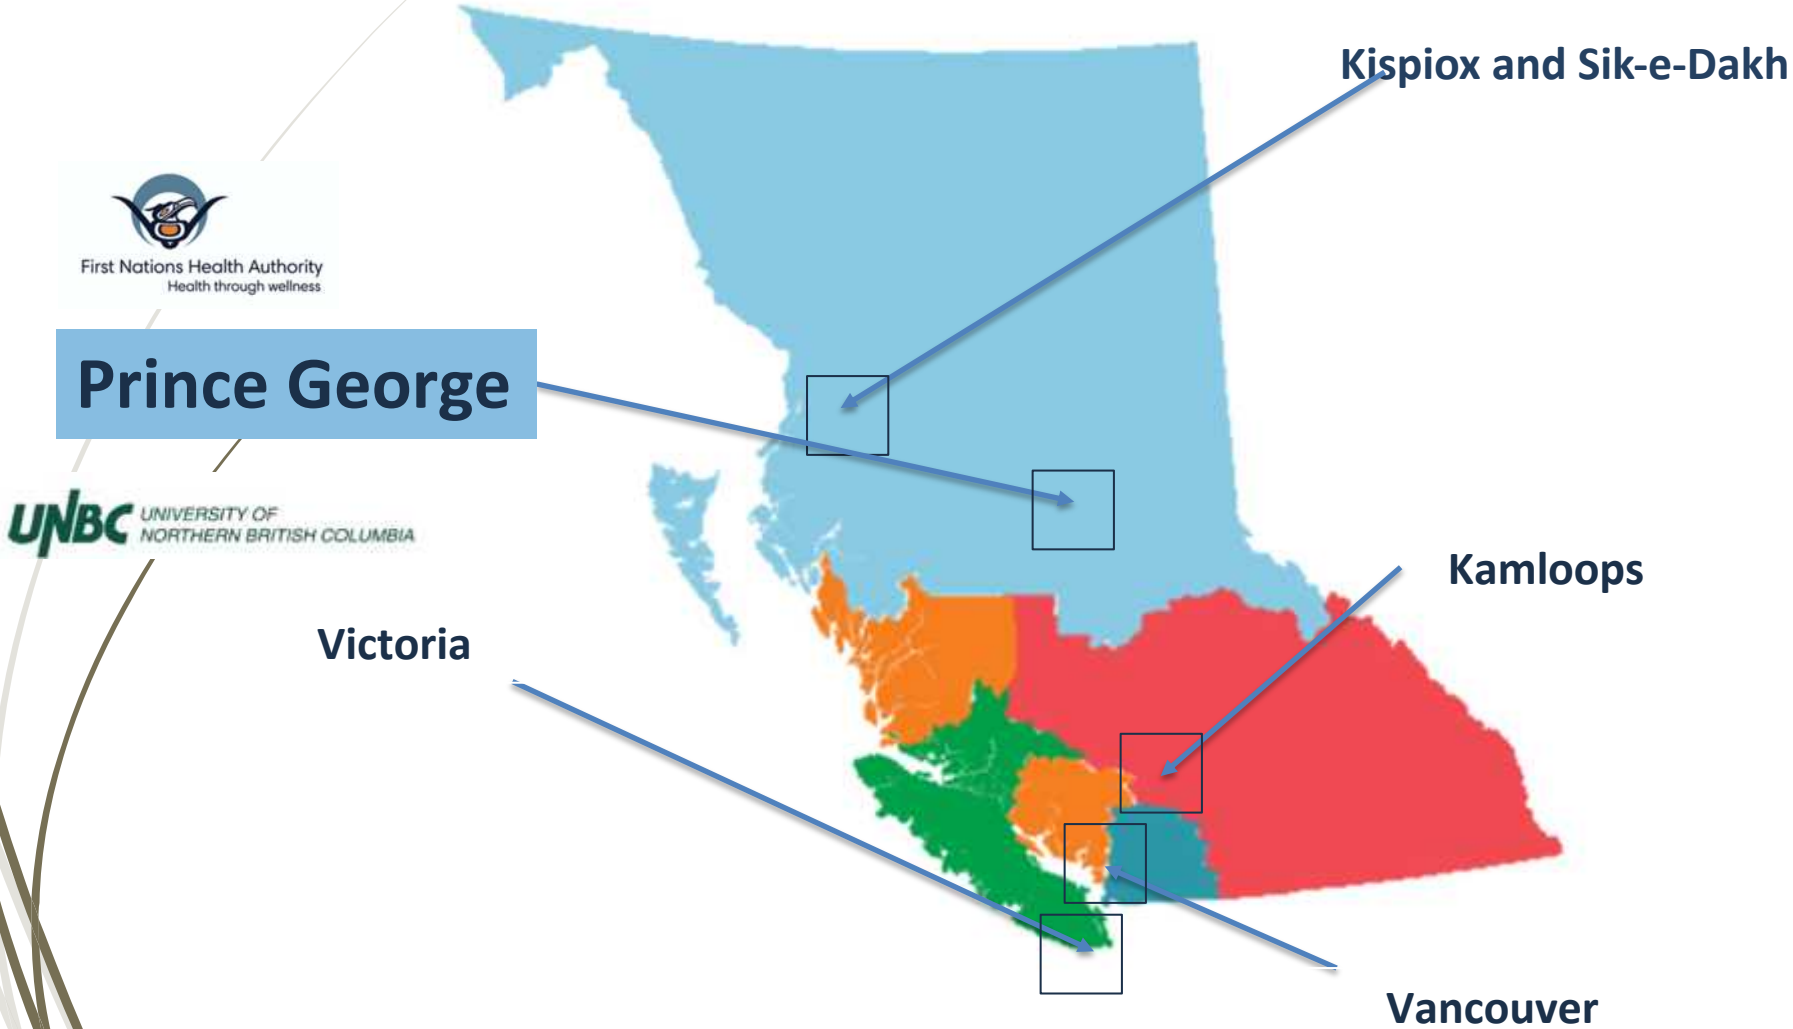 Kispiox and Sik-e-Dakh
First Nations Health Authority
Health through wellness
Prince George
UNBC UNIVERSITY OF
NORTHERN BRITISH COLUMBIA
Kamloops
Victoria
Vancouver